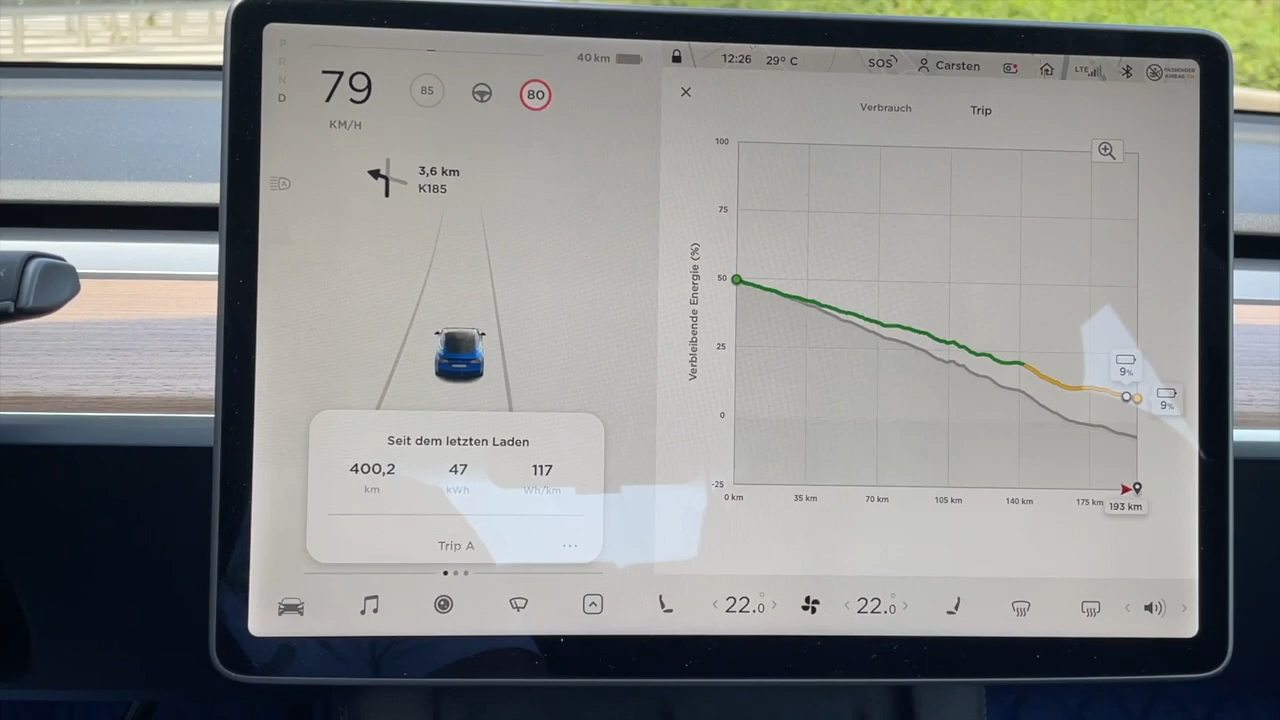 P
R
N
D
79
KM/H
85
80
40 km
12:26
29° C
SOS
Carsten
LTE
PASSENGER
AIRBAG
3,6 km
K185
Seit dem letzten Laden
400,2
47
117
km
kWh
Wh/km
Trip A
...
Verbrauch
Trip
Verbleibende Energie (%)
100
75
50
25
0
-25
9%
9%
0 km
35 km
70 km
105 km
140 km
175 km
193 km
22.0
22.0